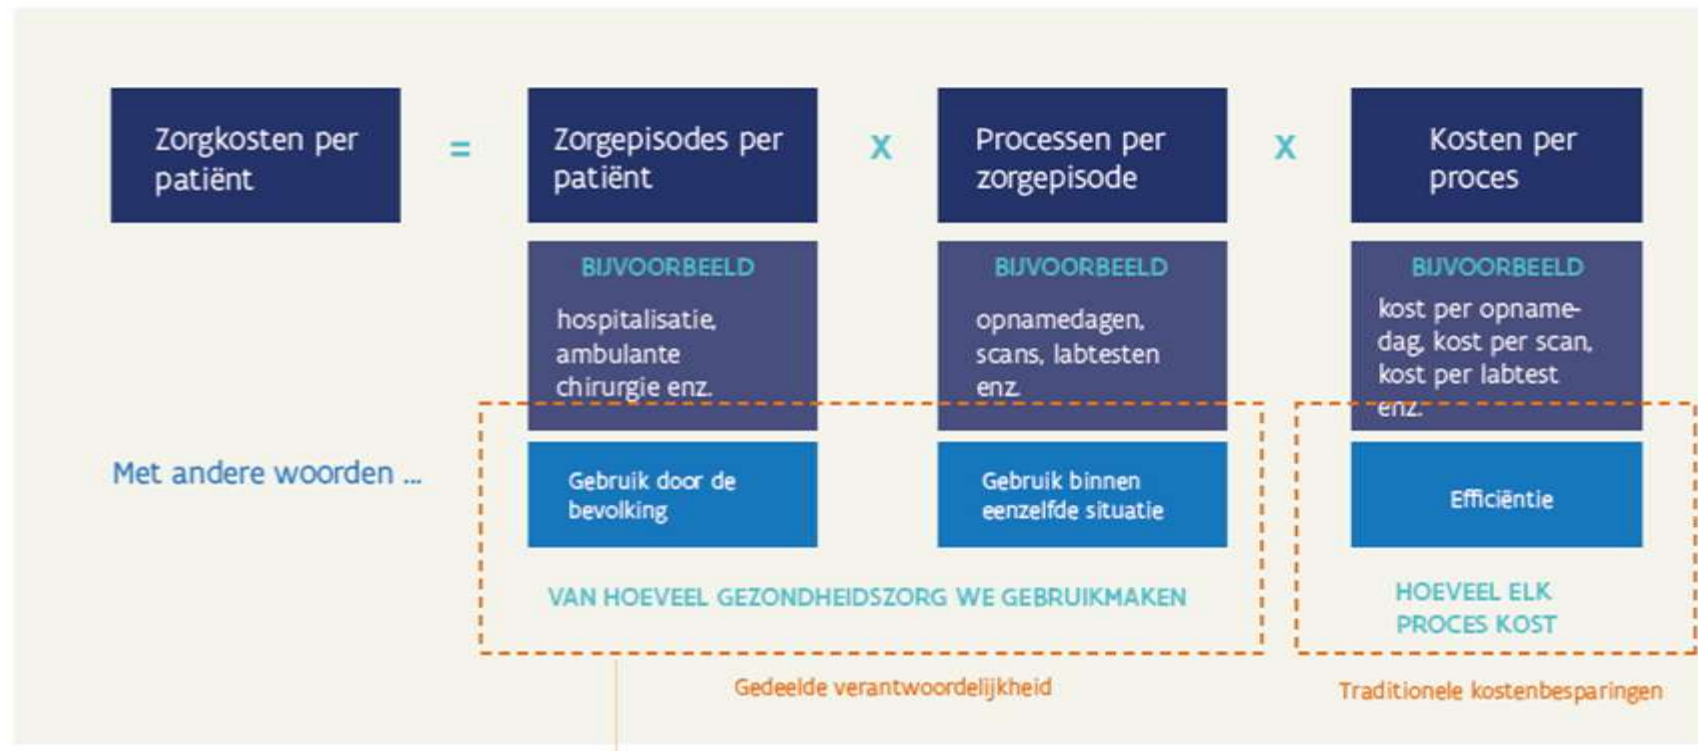 Zorgkosten per
patiënt
=
Zorgepisodes per
patiënt
X
Processen per
zorgepisode
X
Kosten per
proces
BIJVOORBEELD
hospitalisatie,
ambulante
chirurgie enz.
BIJVOORBEELD
opnamedagen,
scans, labtesten
enz.
BIJVOORBEELD
kost per opname-
dag, kost per scan,
kost per labtest
enz.
Met andere woorden ...
Gebruik door de
bevolking
Gebruik binnen
eenzelfde situatie
Efficiëntie
VAN HOEVEEL GEZONDHEIDSZORG WE GEBRUIKMAKEN
HOEVEEL ELK
PROCES KOST
Gedeelde verantwoordelijkheid
Traditionele kostenbesparingen